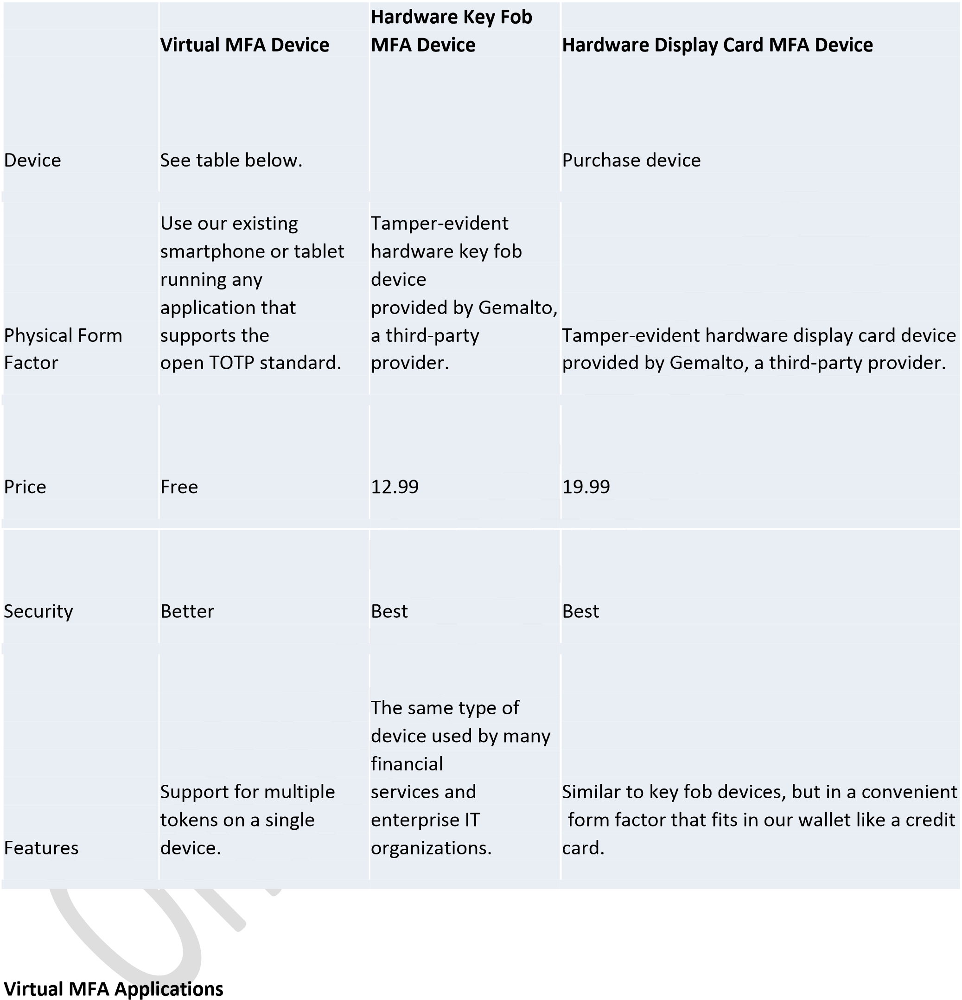 Hardware Key Fob
Virtual MFA Device MFA Device Hardware Display Card MFA Device
Device See table below. Purchase device
Use our existing Tamper-evident
smartphone or tablet hardware key fob
running any device
application that provided by Gemalto,
Physical Form supports the a third-party Tamper-evident hardware display card device
Factor open TOTP standard. provider. provided by Gemalto, a third-party provider.
Price Free 12.99 19.99
Security Better Best Best
The same type of
device used by many
financial
Support for multiple services and Similar to key fob devices, but in a convenient
tokens on a single enterprise IT form factor that fits in our wallet like a credit
Features device. organizations. card.
Virtual MFA Applications